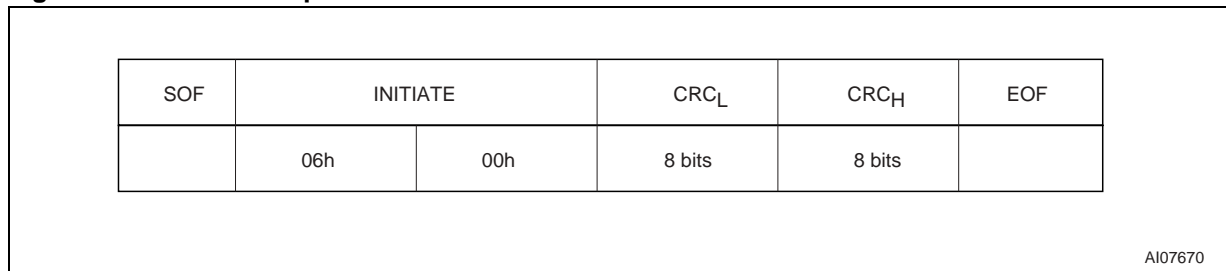 SOF INITIATE CRCL CRCH EOF
06h 00h 8 bits 8 bits
AI07670